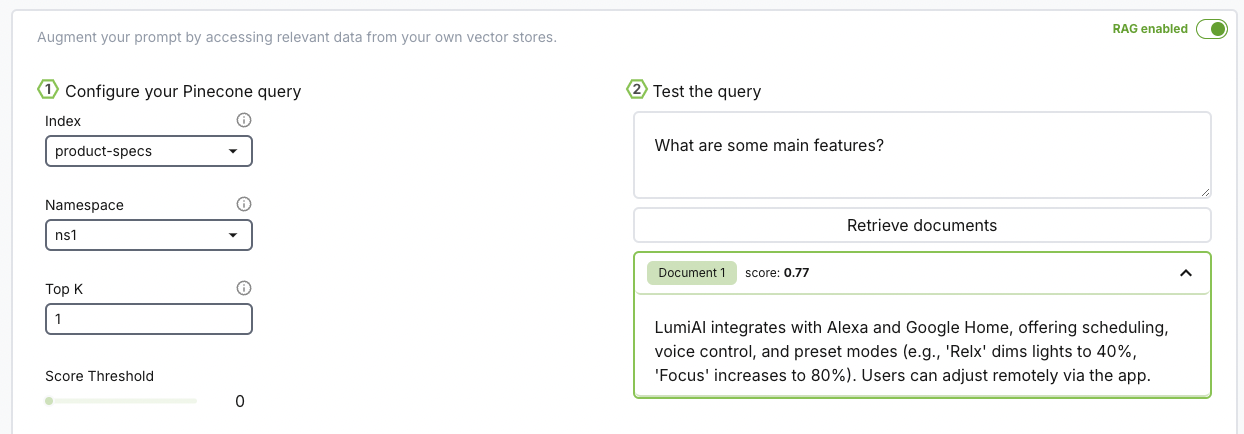 Augment your prompt by accessing relevant data from your own vector stores.
RAG enabled
1 Configure your Pinecone query
Index
product-specs
Namespace
ns1
Top K
1
Score Threshold
0
2 Test the query
What are some main features?
Retrieve documents
Document 1 score: 0.77
LumiAI integrates with Alexa and Google Home, offering scheduling,
voice control, and preset modes (e.g., 'Relx' dims lights to 40%,
'Focus' increases to 80%). Users can adjust remotely via the app.